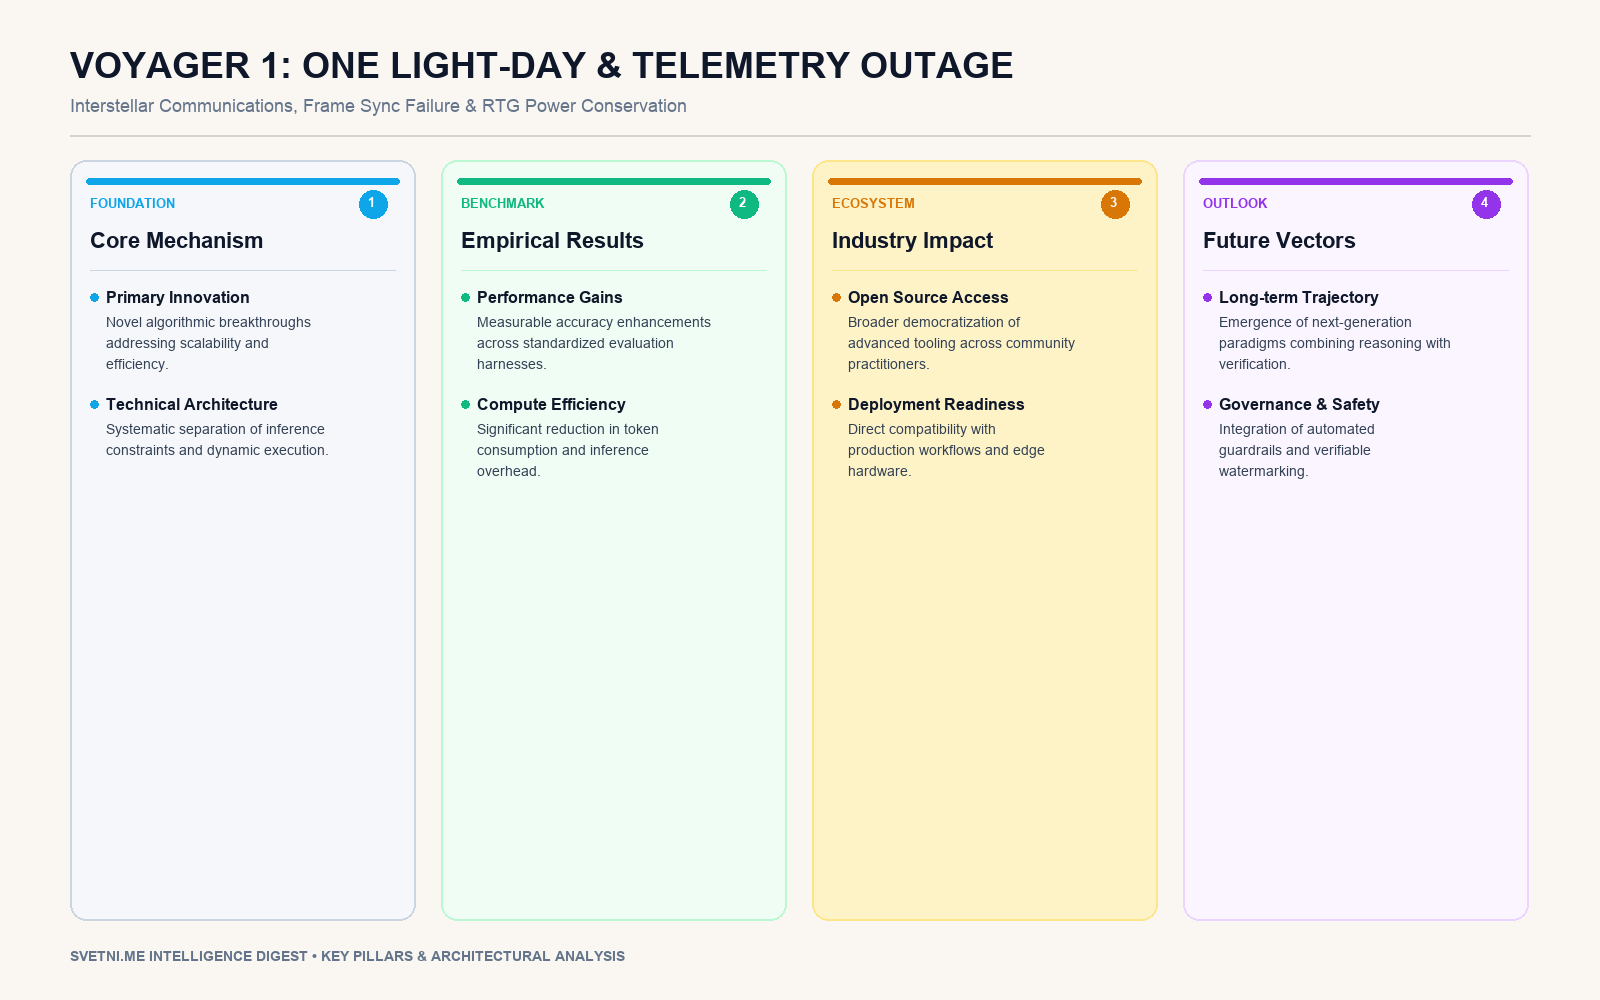 VOYAGER 1: ONE LIGHT-DAY & TELEMETRY OUTAGE
Interstellar Communications, Frame Sync Failure & RTG Power Conservation
FOUNDATION
1
Core Mechanism
Primary Innovation
Novel algorithmic breakthroughs
addressing scalability and
efficiency.
Technical Architecture
Systematic separation of inference
constraints and dynamic execution.
BENCHMARK
2
Empirical Results
Performance Gains
Measurable accuracy enhancements
across standardized evaluation
harnesses.
Compute Efficiency
Significant reduction in token
consumption and inference
overhead.
ECOSYSTEM
3
Industry Impact
Open Source Access
Broader democratization of
advanced tooling across community
practitioners.
Deployment Readiness
Direct compatibility with
production workflows and edge
hardware.
OUTLOOK
4
Future Vectors
Long-term Trajectory
Emergence of next-generation
paradigms combining reasoning with
verification.
Governance & Safety
Integration of automated
guardrails and verifiable
watermarking.
SVETNI.ME INTELLIGENCE DIGEST • KEY PILLARS & ARCHITECTURAL ANALYSIS